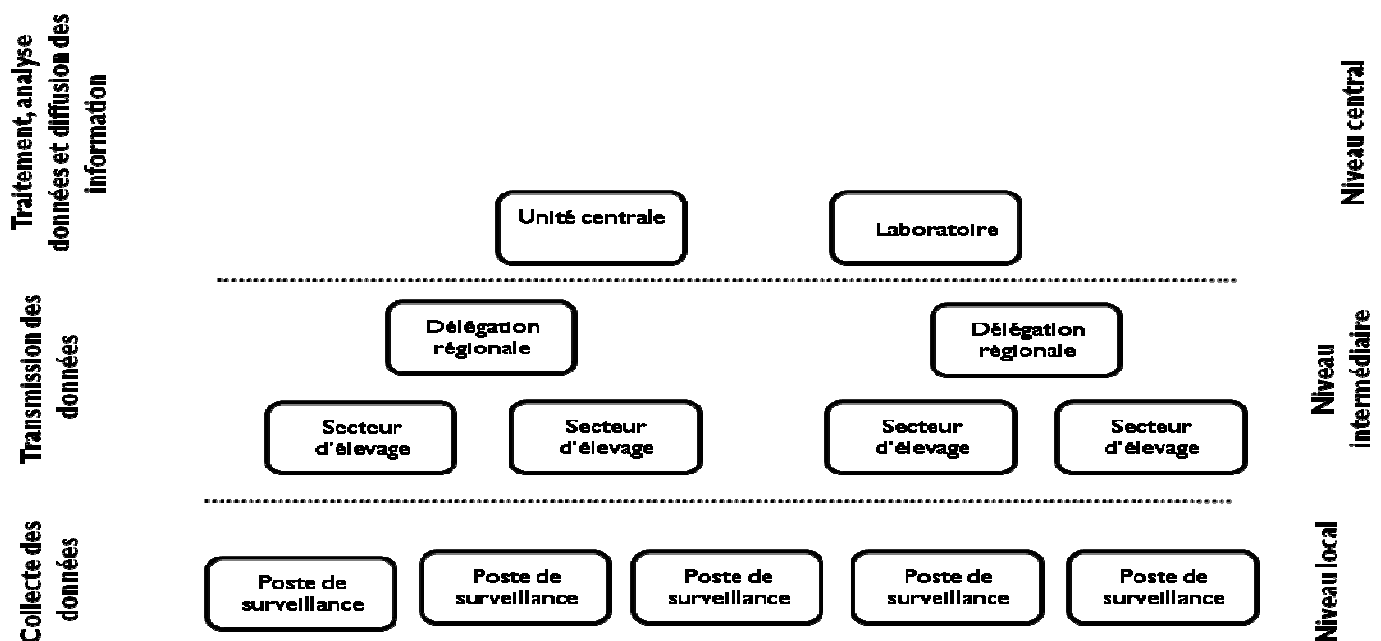 Traitement, analyse
données et diffusion des
information
Niveau central
Unité centrale
Laboratoire
Transmission des
données
Niveau
intermédiaire
Délégation
régionale
Délégation
règionale
Secteur
d'élevage
Secteur
d'élevage
Secteur
d'élevage
Secteur
d'élevage
Collecte des
données
Niveau local
Poste de
surveillance
Poste de
surveillance
Poste de
surveillance
Poste de
surveillance
Poste de
surveillance